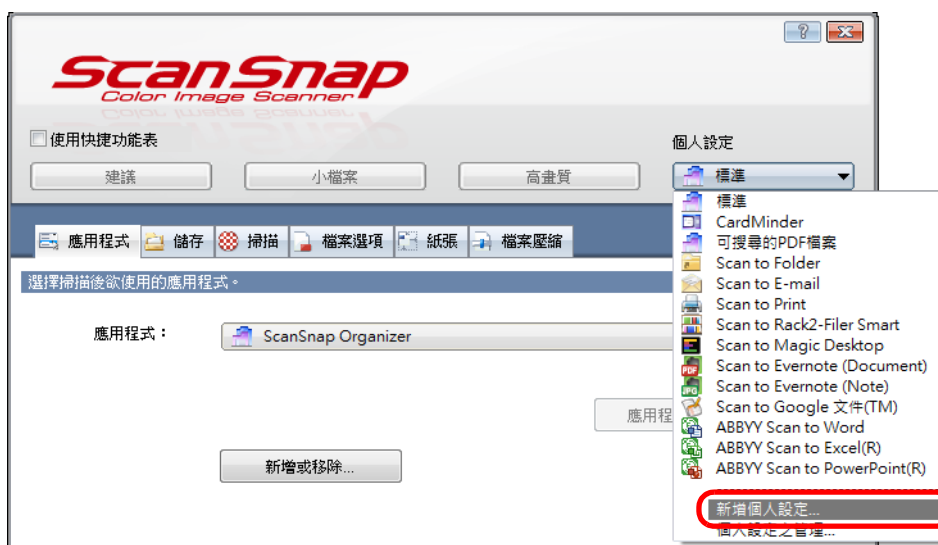 ScanSnap
Color Image Scanner
使用快捷功能表
個人設定
建議
小檔案
高畫質
標準
應用程式
儲存
掃描
檔案選項
紙張
檔案壓縮
選擇掃描後欲使用的應用程式。
應用程式：
ScanSnap Organizer
應用程
新增或移除...
標準
CardMinder
可搜尋的PDF檔案
Scan to Folder
Scan to E-mail
Scan to Print
Scan to Rack2-Filer Smart
Scan to Magic Desktop
Scan to Evernote (Document)
Scan to Evernote (Note)
Scan to Google 文件(TM)
ABBYY Scan to Word
ABBYY Scan to Excel(R)
ABBYY Scan to PowerPoint(R)
新增個人設定...
個人設定之管理...